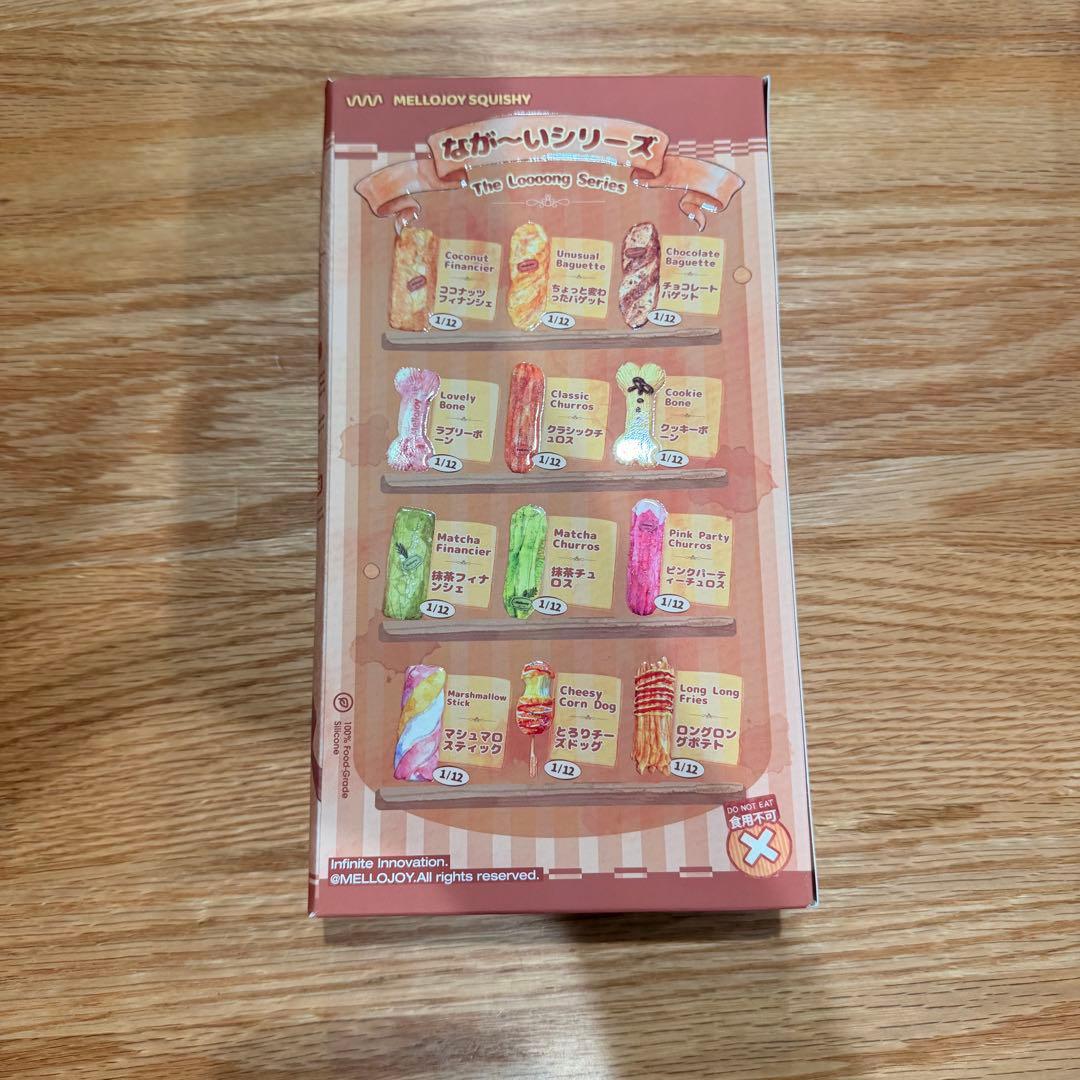 MELLOJOY SQUISHY
なが〜いシリーズ
The Loooong Series
Coconut
Financier
ココナッツ
フィナンシェ
1/12
Unusual
Baguette
ちょっと変わ
ったバゲット
1/12
Chocolate
Baguette
チョコレート
バゲット
1/12
Lovely
Bone
ラブリーボ
ーン
Mellojoy
1/12
Classic
Churros
クラシックチ
ュロス
1/12
Cookie
Bone
クッキーボ
ーン
1/12
Matcha
Financier
抹茶フィナ
ンシェ
1/12
Matcha
Churros
抹茶チュ
ロス
1/12
Pink Party
Churros
ピンクパーテ
ィーチュロス
1/12
Marshmallow
Stick
マシュマロ
スティック
1/12
Cheesy
Corn Dog
とろりチー
ズドッグ
1/12
Long Long
Fries
ロングロン
グポテト
1/12
100% Food-Grade
Silicone
DO NOT EAT
食用不可
Infinite Innovation.
@MELLOJOY.All rights reserved.